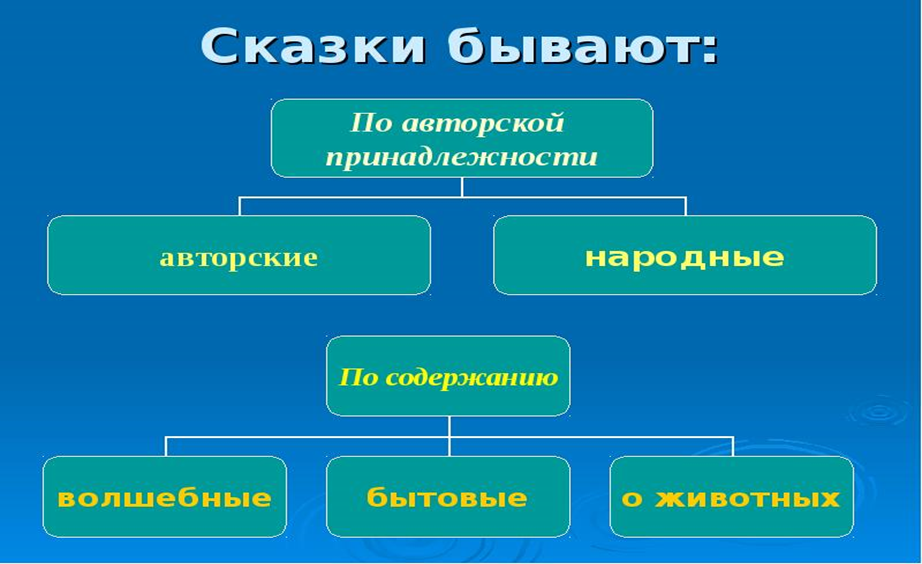 Сказки бывают:
По авторской
принадлежности
авторские
народные
По содержанию
волшебные
бытовые
о животных